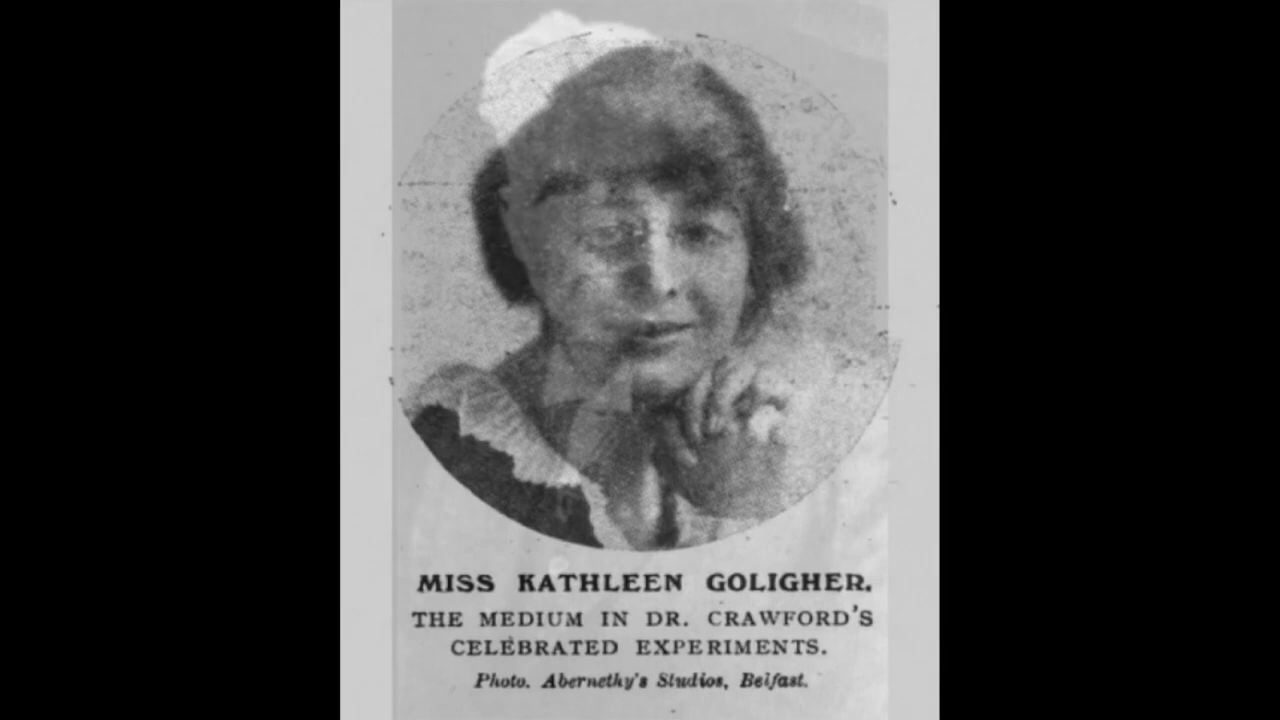 MISS KATHLEEN GOLIGHER.
THE MEDIUM IN DR. CRAWFORD'S
CELEBRATED EXPERIMENTS.
Photo. Abernethy's Studios, Belfast.